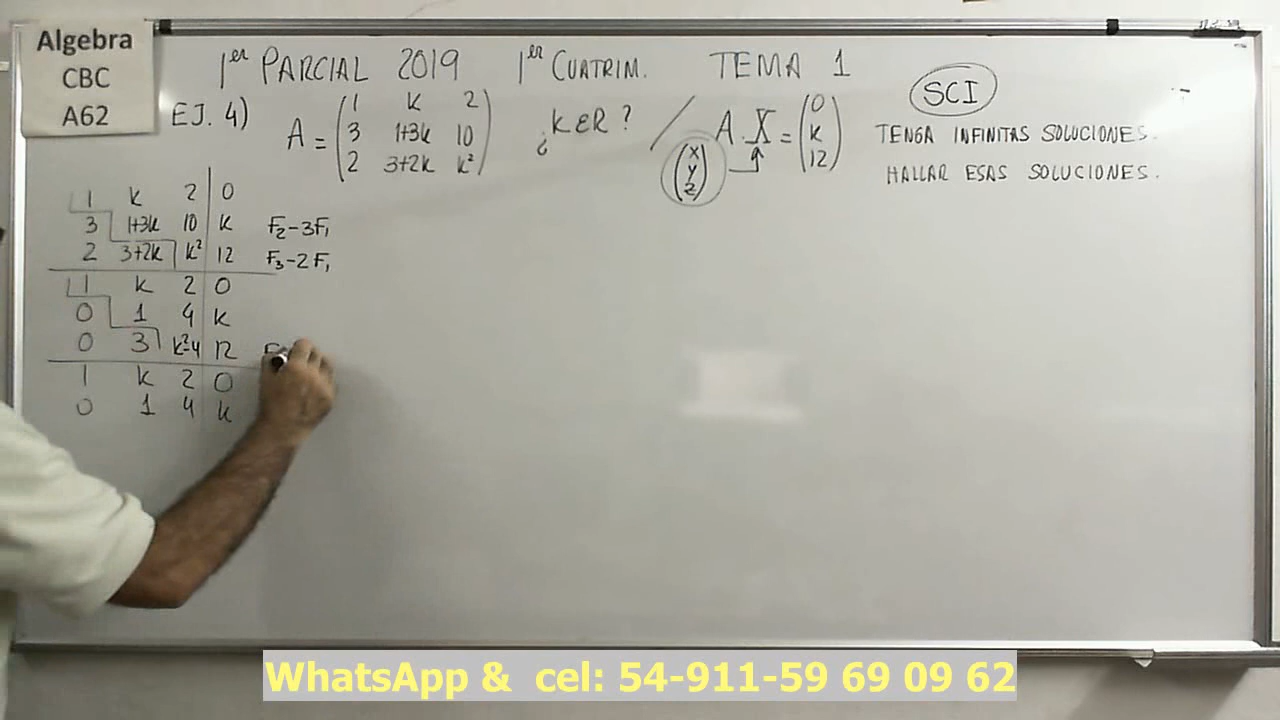 Algebra
CBC
A62
1er PARCIAL 2019 1er CUATRIM. TEMA 1
EJ. 4) A = ¿KER? / A.X =
1 k 2
3 1+3k 10
2 3+2k k²
0
k
12
x
y
z
SCI
TENGA INFINITAS SOLUCIONES.
HALLAR ESAS SOLUCIONES.
1 k 2 0
3 1+3k 10 k F2-3F1
2 3+2k k² 12 F3-2F1
1 k 2 0
0 1 4 k
0 3 k²-4 12
1 k 2 0
0 1 4 k
WhatsApp & cel: 54-911-59 69 09 62